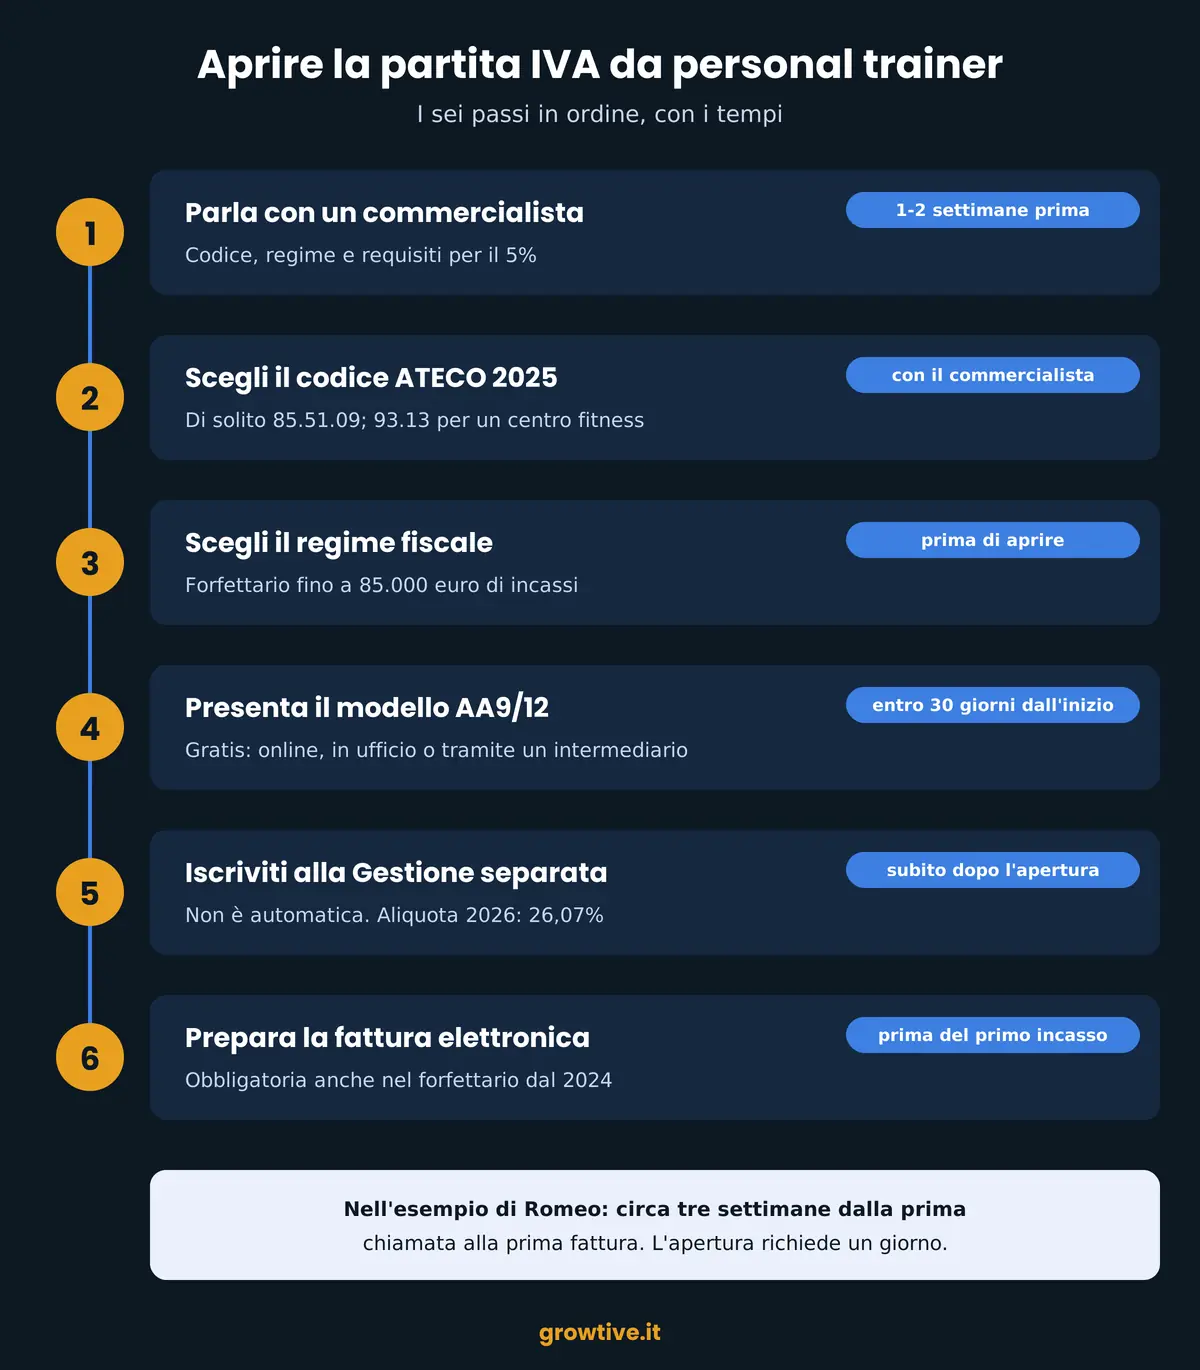 Aprire la partita IVA da personal trainer
I sei passi in ordine, con i tempi
1
Parla con un commercialista
1-2 settimane prima
Codice, regime e requisiti per il 5%
2
Scegli il codice ATECO 2025
con il commercialista
Di solito 85.51.09; 93.13 per un centro fitness
3
Scegli il regime fiscale
prima di aprire
Forfettario fino a 85.000 euro di incassi
4
Presenta il modello AA9/12
entro 30 giorni dall'inizio
Gratis: online, in ufficio o tramite un intermediario
5
Iscriviti alla Gestione separata
subito dopo l'apertura
Non è automatica. Aliquota 2026: 26,07%
6
Prepara la fattura elettronica
prima del primo incasso
Obbligatoria anche nel forfettario dal 2024
Nell'esempio di Romeo: circa tre settimane dalla prima
chiamata alla prima fattura. L'apertura richiede un giorno.
growtive.it